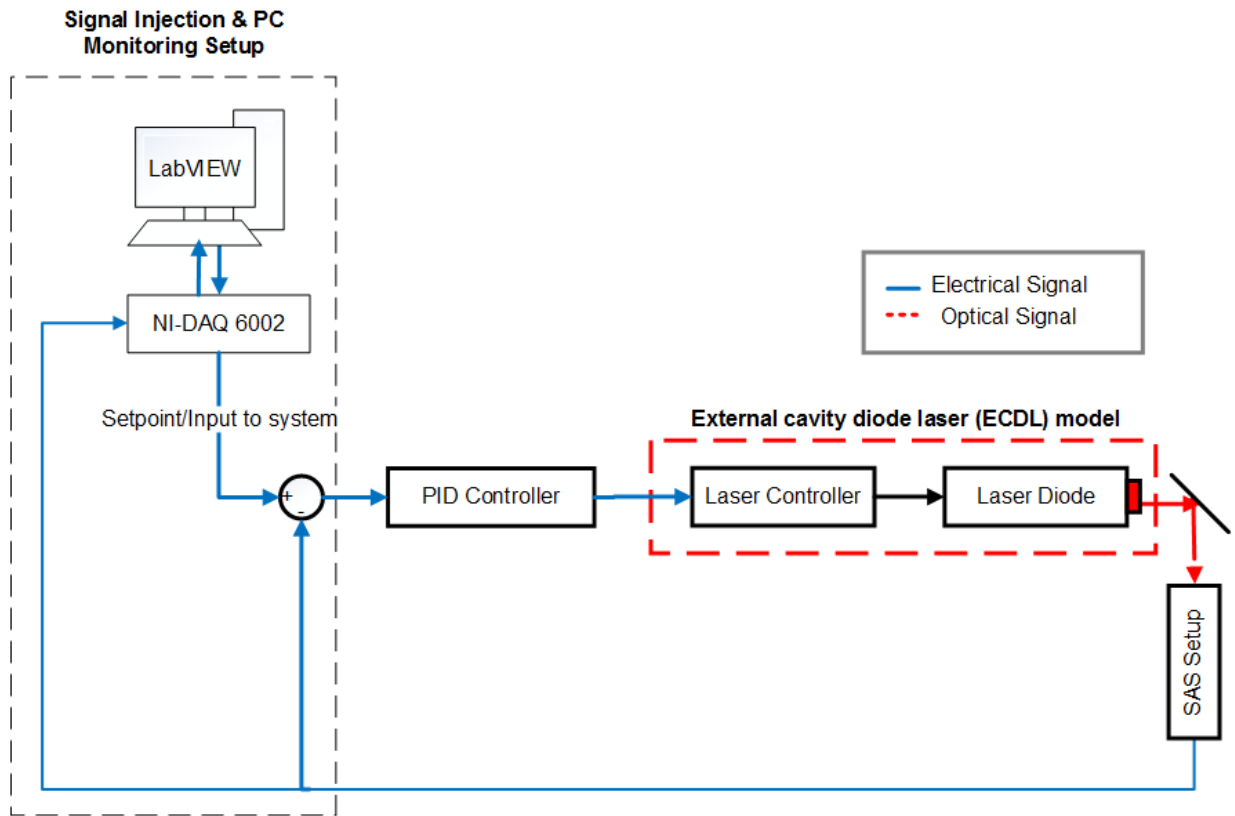 Signal Injection & PC
Monitoring Setup
LabVIEW
NI-DAQ 6002
Setpoint/Input to system
+
-
PID Controller
Electrical Signal
Optical Signal
External cavity diode laser (ECDL) model
Laser Controller
Laser Diode
SAS Setup